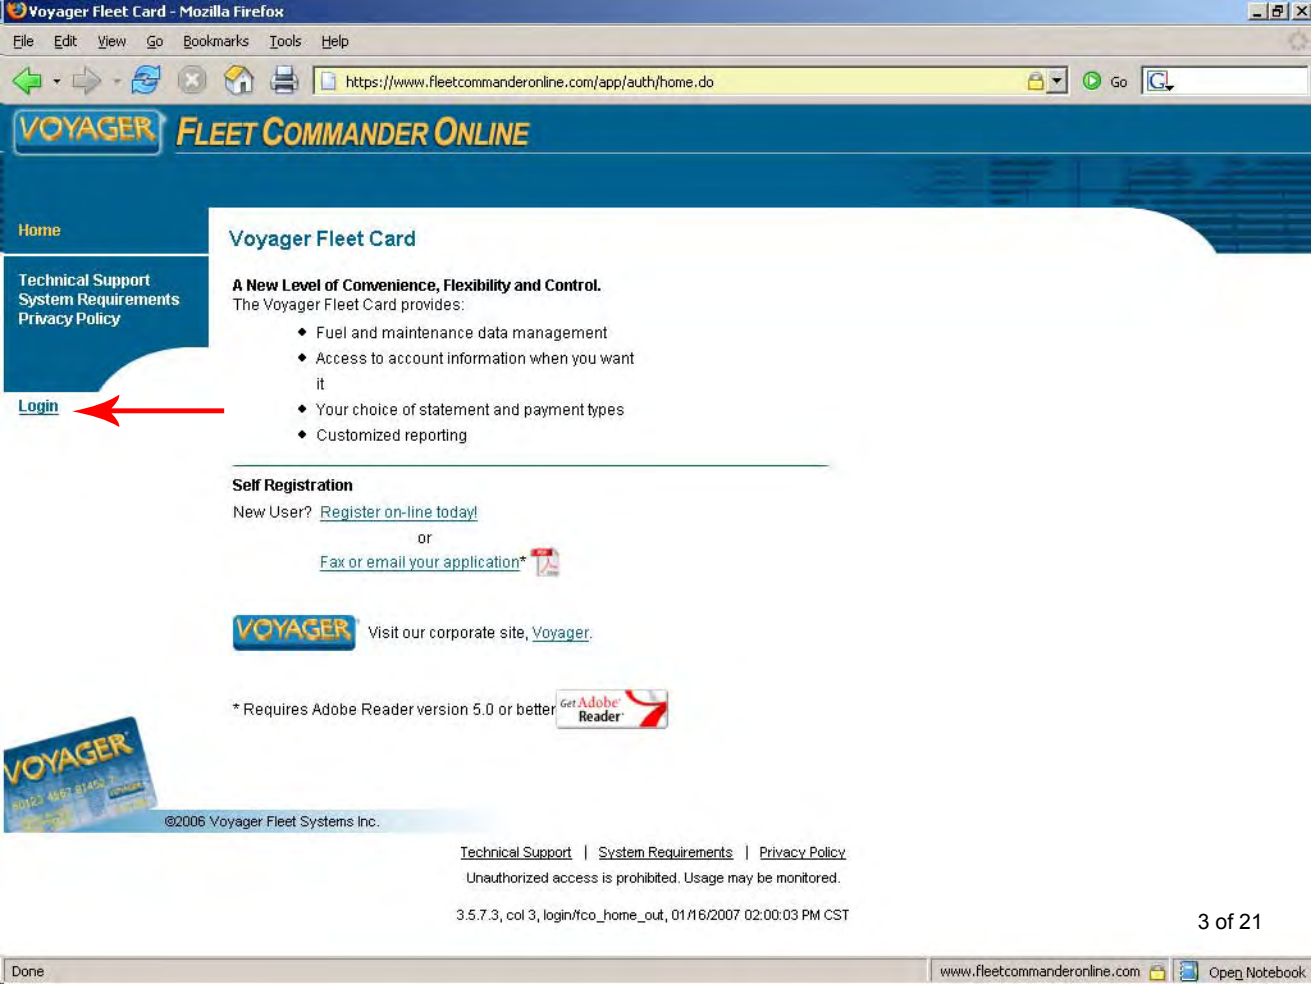 Voyager Fleet Card - Mozilla Firefox
File Edit View Go Bookmarks Tools Help
https://www.fleetcommanderonline.com/app/auth/home.do
Go
G
VOYAGER FLEET COMMANDER ONLINE
Home
Technical Support
System Requirements
Privacy Policy
Login
Voyager Fleet Card
A New Level of Convenience, Flexibility and Control.
The Voyager Fleet Card provides:
Fuel and maintenance data management
Access to account information when you want
it
Your choice of statement and payment types
Customized reporting
Self Registration
New User? Register on-line today!
or
Fax or email your application*
VOYAGER Visit our corporate site, Voyager.
* Requires Adobe Reader version 5.0 or better
Get Adobe
Reader
VOYAGER
©2006 Voyager Fleet Systems Inc.
Technical Support | System Requirements | Privacy Policy
Unauthorized access is prohibited. Usage may be monitored.
3.5.7.3, col 3, login/fco_home_out, 01/16/2007 02:00:03 PM CST
3 of 21
Done
www.fleetcommanderonline.com
Open Notebook